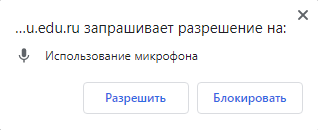 ...u.edu.ru запрашивает разрешение на:
Использование микрофона
Разрешить Блокировать